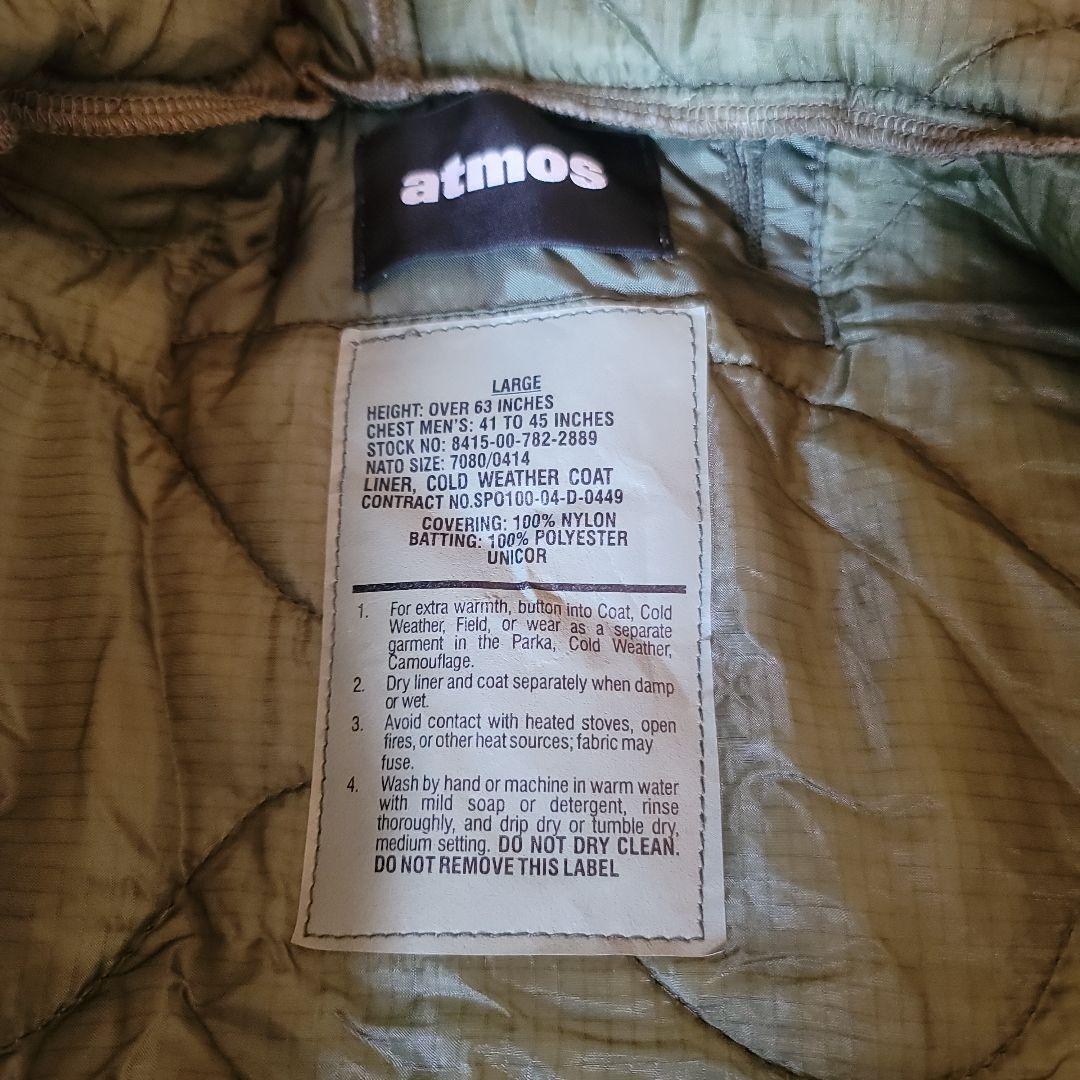 atmos
LARGE
HEIGHT: OVER 63 INCHES
CHEST MEN'S: 41 TO 45 INCHES
STOCK NO: 8415-00-782-2889
NATO SIZE: 7080/0414
LINER, COLD WEATHER COAT
CONTRACT NO.SPO100-04-D-0449
COVERING: 100% NYLON
BATTING: 100% POLYESTER
UNICOR
1. For extra warmth, button into Coat, Cold
Weather, Field, or wear as a separate
garment in the Parka, Cold Weather,
Camouflage.
2. Dry liner and coat separately when damp
or wet.
3. Avoid contact with heated stoves, open
fires, or other heat sources; fabric may
fuse.
4. Wash by hand or machine in warm water
with mild soap or detergent, rinse
thoroughly, and drip dry or tumble dry,
medium setting. DO NOT DRY CLEAN.
DO NOT REMOVE THIS LABEL